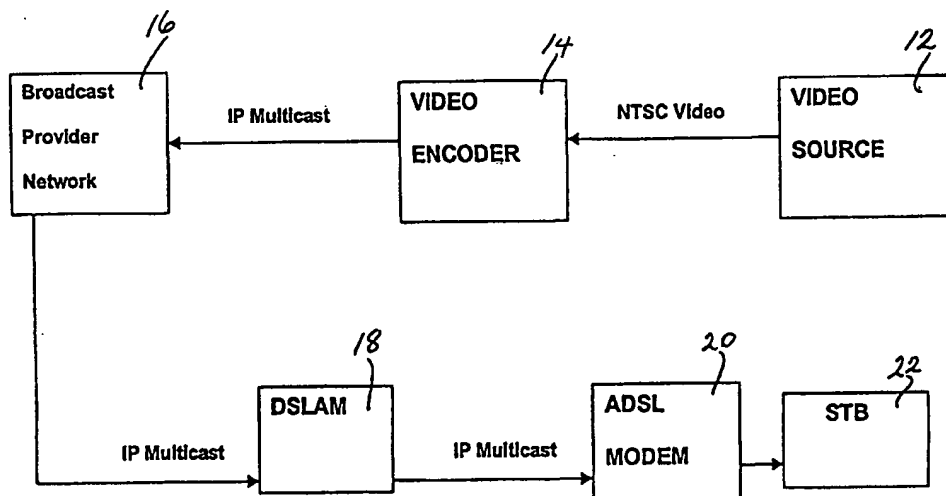 16
14
12
Broadcast
Provider
Network
IP Multicast
VIDEO
ENCODER
NTSC Video
VIDEO
SOURCE
18
20
22
DSLAM
ADSL
MODEM
STB
IP Multicast
IP Multicast